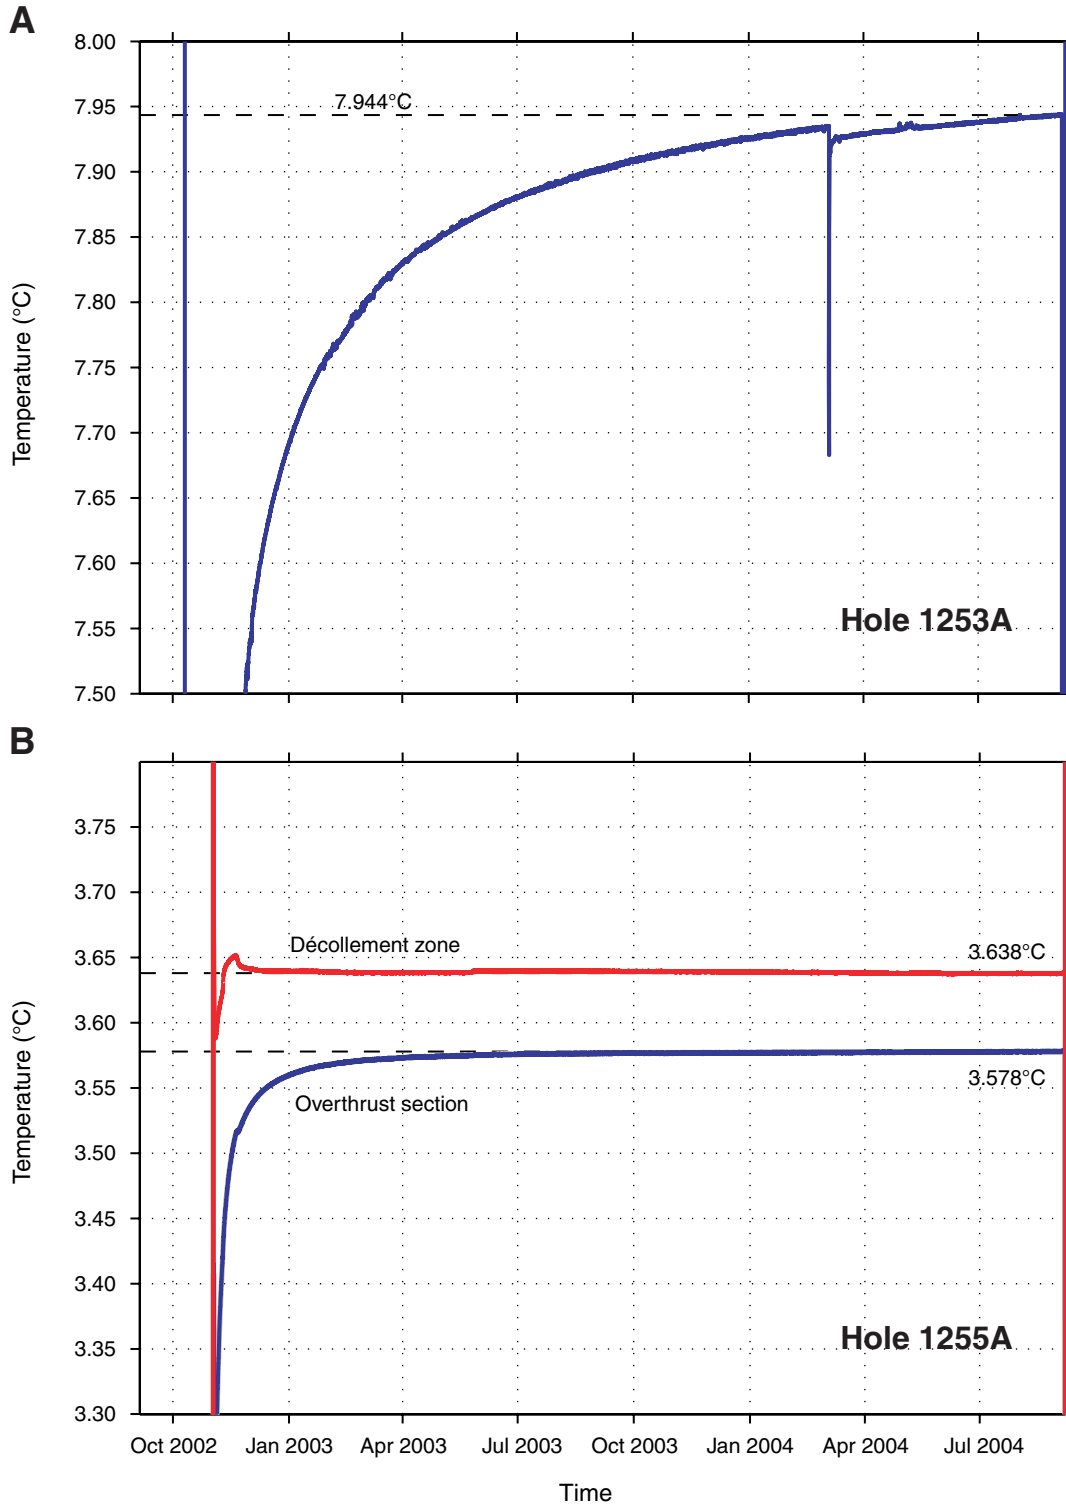 A
8.00
7.944°C
7.95
7.90
7.85
7.80
7.75
7.70
7.65
7.60
7.55
7.50
Temperature (°C)
Hole 1253A
B
3.75
3.70
3.65
3.60
3.55
3.50
3.45
3.40
3.35
3.30
Temperature (°C)
Décollement zone
3.638°C
3.578°C
Overthrust section
Hole 1255A
Oct 2002 Jan 2003 Apr 2003 Jul 2003 Oct 2003 Jan 2004 Apr 2004 Jul 2004
Time